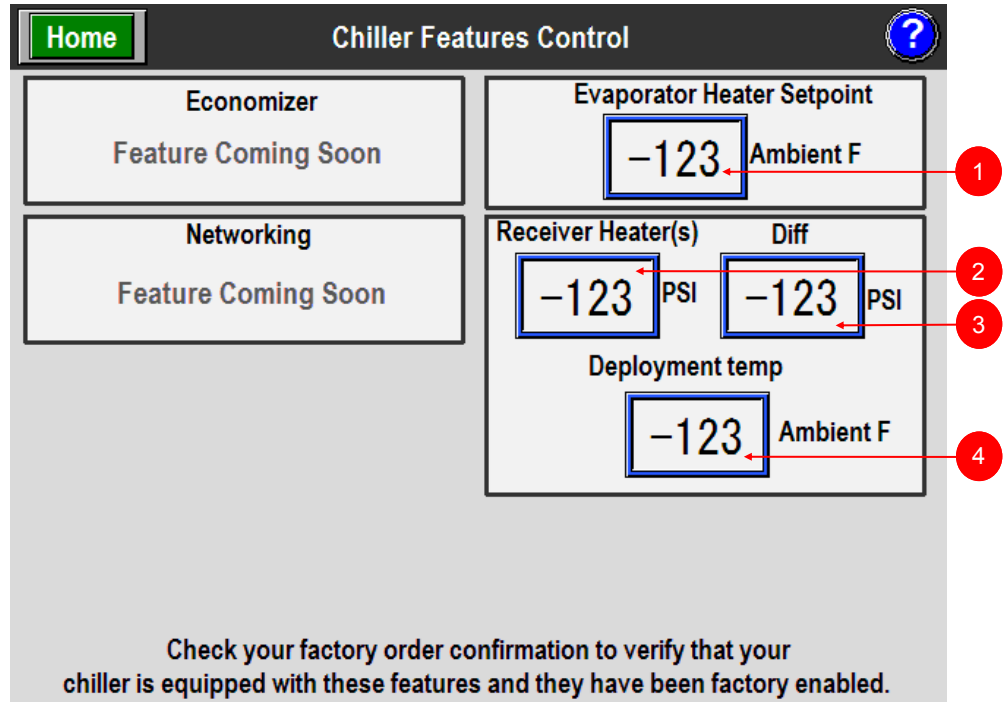 Home
Chiller Features Control
?
Economizer
Feature Coming Soon
Evaporator Heater Setpoint
-123 Ambient F
1
Networking
Feature Coming Soon
Receiver Heater(s) Diff
-123 PSI -123 PSI
2
3
Deployment temp
-123 Ambient F
4
Check your factory order confirmation to verify that your
chiller is equipped with these features and they have been factory enabled.